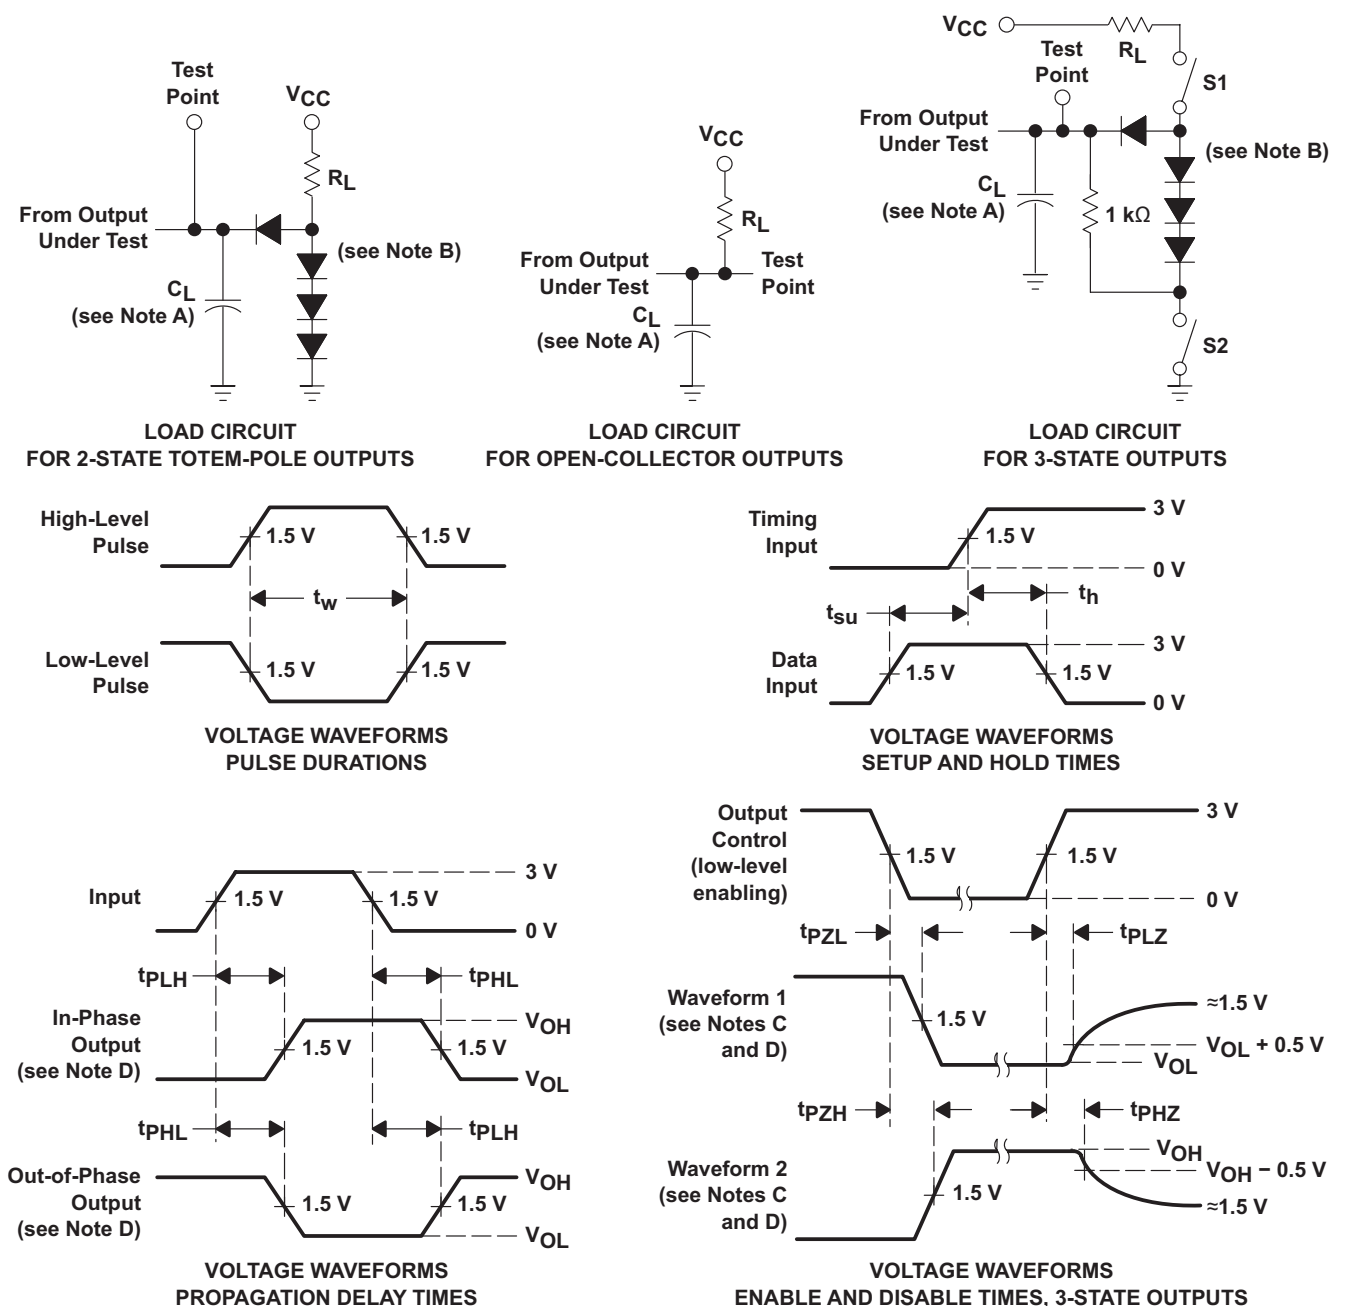 Test
Point
VCC
RL
From Output
Under Test
(see Note B)
CL
(see Note A)
LOAD CIRCUIT
FOR 2-STATE TOTEM-POLE OUTPUTS
VCC
RL
From Output
Under Test
Test
Point
CL
(see Note A)
LOAD CIRCUIT
FOR OPEN-COLLECTOR OUTPUTS
VCC
RL
Test
Point
S1
From Output
Under Test
(see Note B)
CL
(see Note A)
1 kΩ
S2
LOAD CIRCUIT
FOR 3-STATE OUTPUTS
High-Level
Pulse
1.5 V
1.5 V
tw
Low-Level
Pulse
1.5 V
1.5 V
VOLTAGE WAVEFORMS
PULSE DURATIONS
Timing
Input
1.5 V
3 V
0 V
th
tsu
Data
Input
1.5 V
1.5 V
3 V
0 V
VOLTAGE WAVEFORMS
SETUP AND HOLD TIMES
Input
1.5 V
1.5 V
3 V
0 V
tPLH
tPHL
In-Phase
Output
(see Note D)
1.5 V
1.5 V
VOH
VOL
tPHL
tPLH
Out-of-Phase
Output
(see Note D)
1.5 V
1.5 V
VOH
VOL
VOLTAGE WAVEFORMS
PROPAGATION DELAY TIMES
Output
Control
(low-level
enabling)
1.5 V
1.5 V
3 V
0 V
tPZL
tPLZ
Waveform 1
(see Notes C
and D)
1.5 V
≈1.5 V
VOL + 0.5 V
VOL
tPZH
tPHZ
Waveform 2
(see Notes C
and D)
1.5 V
VOH
VOH − 0.5 V
≈1.5 V
VOLTAGE WAVEFORMS
ENABLE AND DISABLE TIMES, 3-STATE OUTPUTS